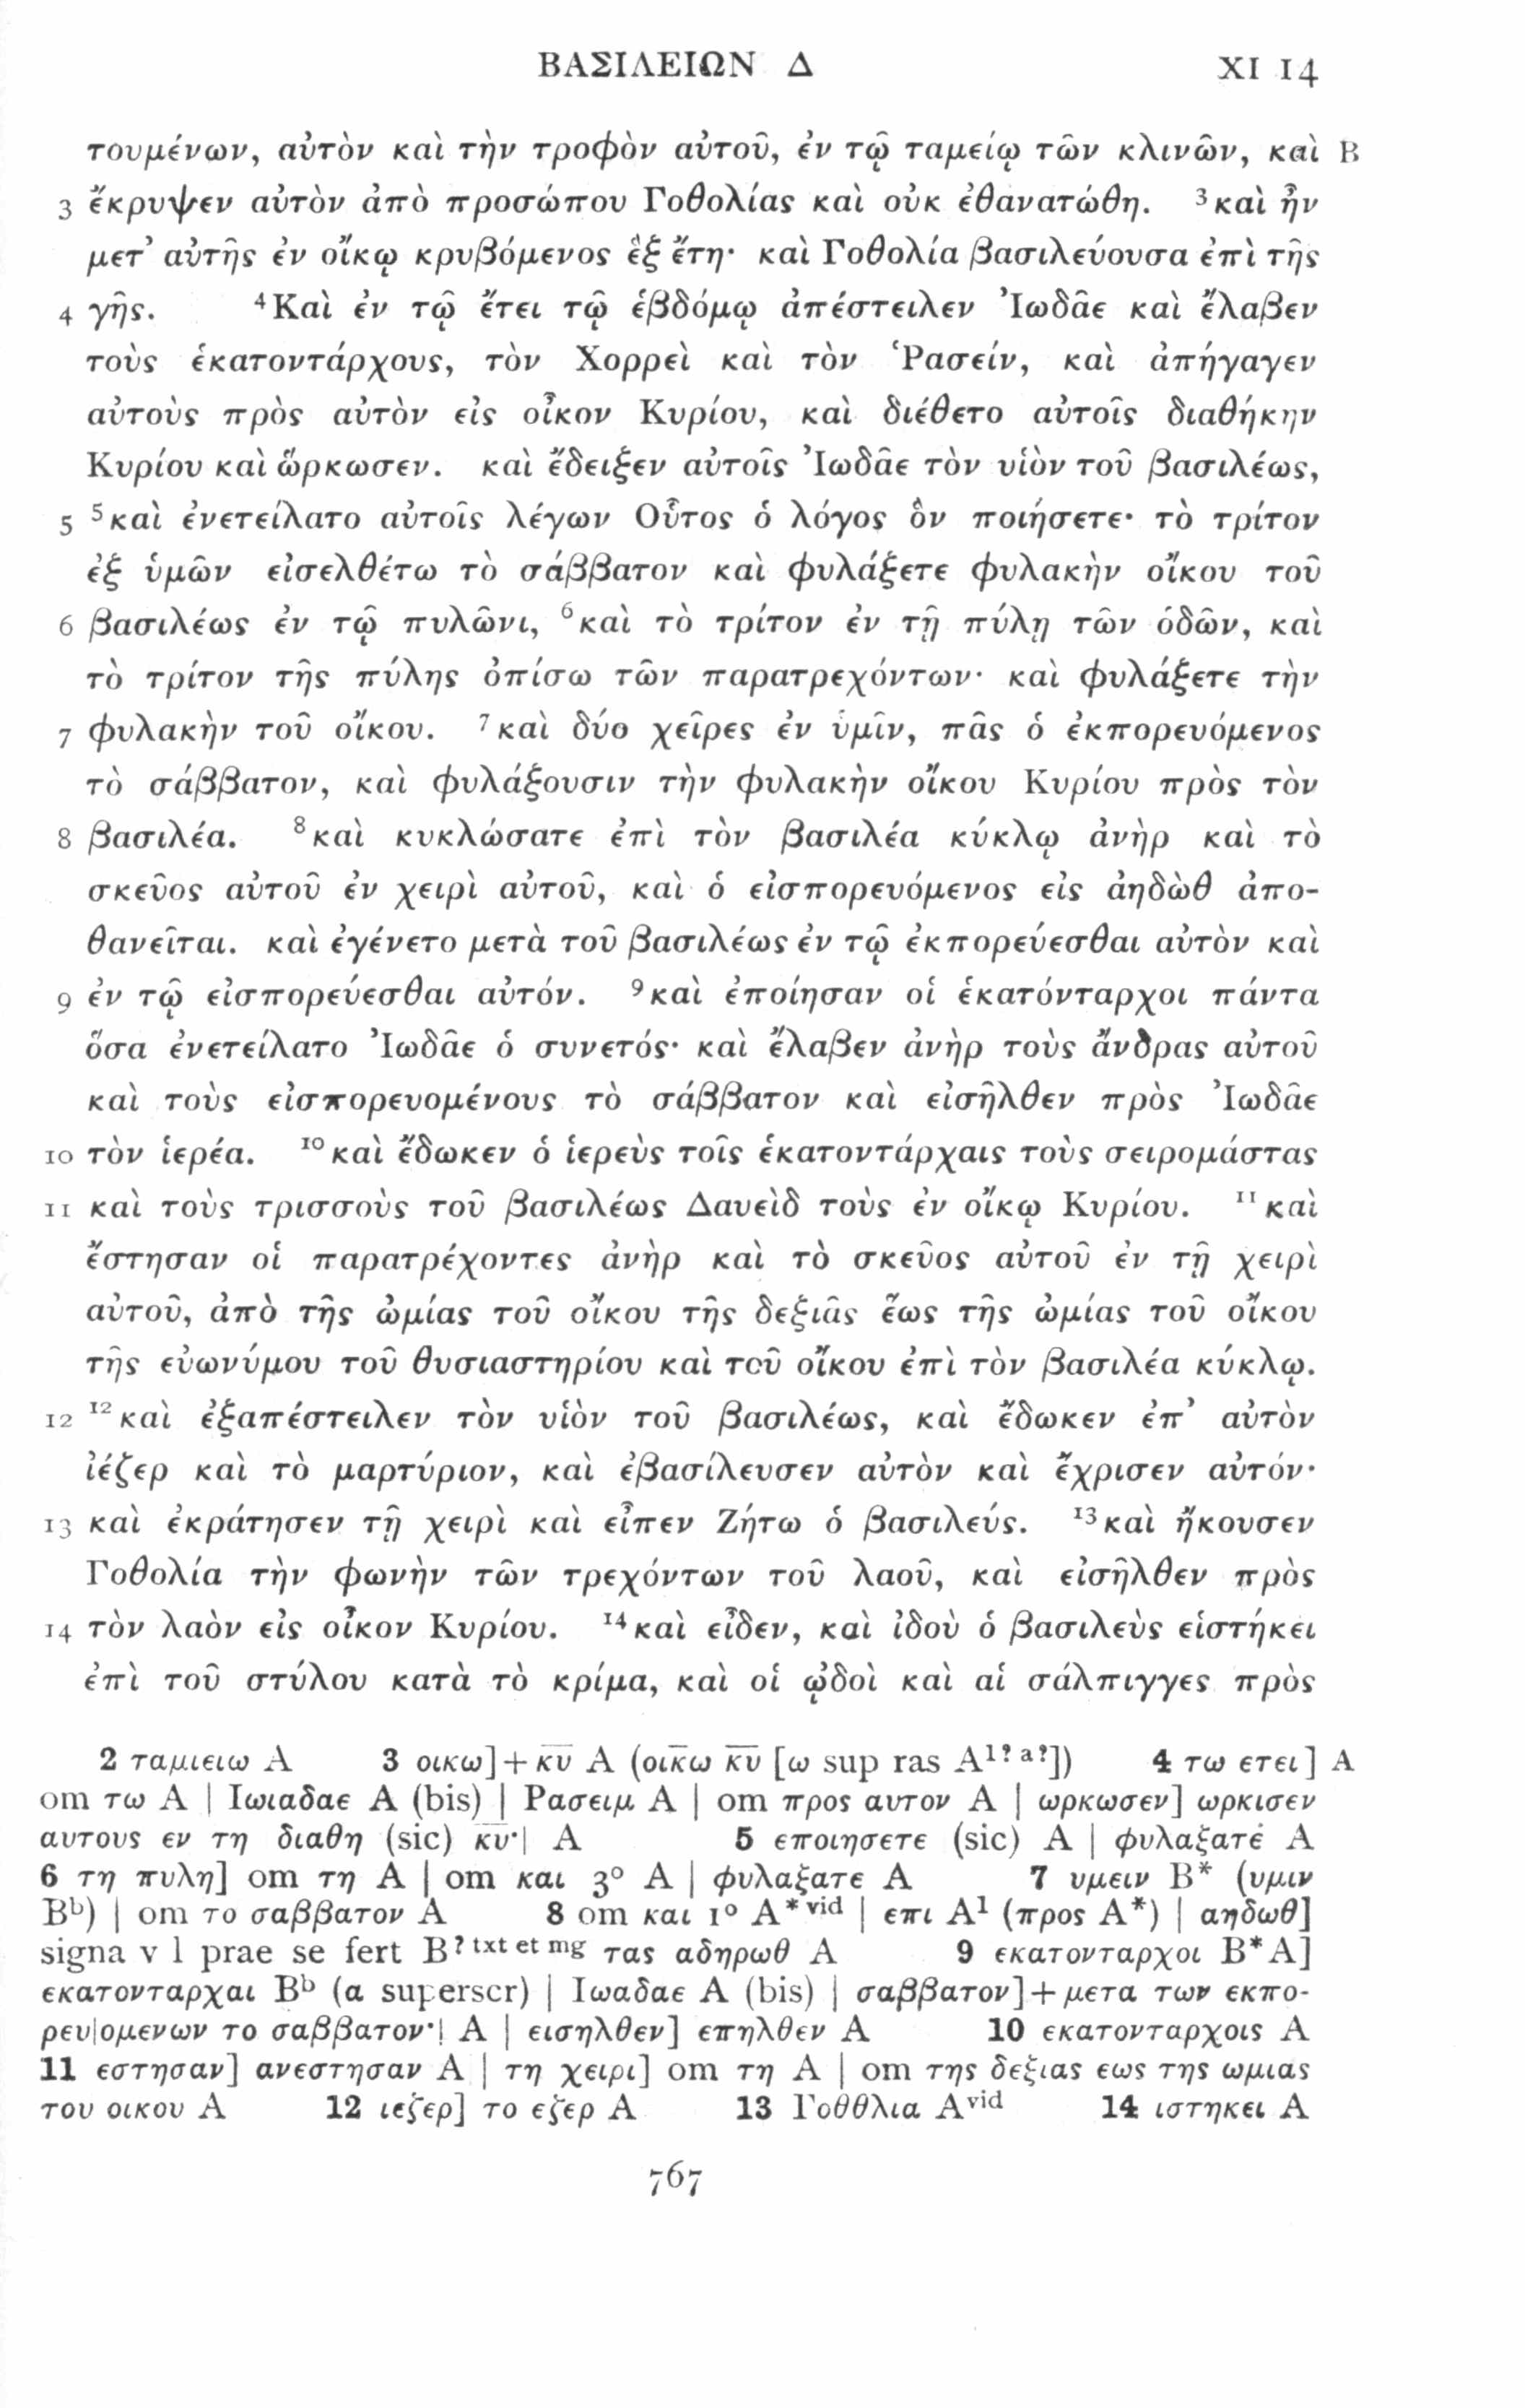 ΒΑΣΙΛΕΙΩΝ Δ XI 14
τουμένων, αὐτὸν καὶ τὴν τροφὸν αὐτοῦ, ἐν τῷ ταμείῳ τῶν κλινῶν, καὶ B
3 ἔκρυψεν αὐτὸν ἀπὸ προσώπου Γοθολίας καὶ οὐκ ἐθανατώθη. ³καὶ ἦν
μετ’ αὐτῆς ἐν οἴκῳ κρυβόμενος ἓξ ἔτη· καὶ Γοθολία βασιλεύουσα ἐπὶ τῆς
4 γῆς. ⁴Καὶ ἐν τῷ ἔτει τῷ ἑβδόμῳ ἀπέστειλεν Ἰωδᾶε καὶ ἔλαβεν
τοὺς ἑκατοντάρχους, τὸν Χορρεὶ καὶ τὸν Ῥασείν, καὶ ἀπήγαγεν
αὐτοὺς πρὸς αὐτὸν εἰς οἶκον Κυρίου, καὶ διέθετο αὐτοῖς διαθήκην
Κυρίου καὶ ὥρκωσεν. καὶ ἔδειξεν αὐτοῖς Ἰωδᾶε τὸν υἱὸν τοῦ βασιλέως,
5 ⁵καὶ ἐνετείλατο αὐτοῖς λέγων Οὗτος ὁ λόγος ὃν ποιήσετε· τὸ τρίτον
ἐξ ὑμῶν εἰσελθέτω τὸ σάββατον καὶ φυλάξετε φυλακὴν οἴκου τοῦ
6 βασιλέως ἐν τῷ πυλῶνι, ⁶καὶ τὸ τρίτον ἐν τῇ πύλῃ τῶν ὁδῶν, καὶ
τὸ τρίτον τῆς πύλης ὀπίσω τῶν παρατρεχόντων· καὶ φυλάξετε τὴν
7 φυλακὴν τοῦ οἴκου. ⁷καὶ δύο χεῖρες ἐν ὑμῖν, πᾶς ὁ ἐκπορευόμενος
τὸ σάββατον, καὶ φυλάξουσιν τὴν φυλακὴν οἴκου Κυρίου πρὸς τὸν
8 βασιλέα. ⁸καὶ κυκλώσατε ἐπὶ τὸν βασιλέα κύκλῳ ἀνὴρ καὶ τὸ
σκεῦος αὐτοῦ ἐν χειρὶ αὐτοῦ, καὶ ὁ εἰσπορευόμενος εἰς ἀηδὼθ ἀπο-
θανεῖται. καὶ ἐγένετο μετὰ τοῦ βασιλέως ἐν τῷ ἐκπορεύεσθαι αὐτὸν καὶ
9 ἐν τῷ εἰσπορεύεσθαι αὐτόν. ⁹καὶ ἐποίησαν οἱ ἑκατόνταρχοι πάντα
ὅσα ἐνετείλατο Ἰωδᾶε ὁ συνετός· καὶ ἔλαβεν ἀνὴρ τοὺς ἄνδρας αὐτοῦ
καὶ τοὺς εἰσπορευομένους τὸ σάββατον καὶ εἰσῆλθεν πρὸς Ἰωδᾶε
10 τὸν ἱερέα. ¹⁰καὶ ἔδωκεν ὁ ἱερεὺς τοῖς ἑκατοντάρχαις τοὺς σειρομάστας
11 καὶ τοὺς τρισσοὺς τοῦ βασιλέως Δαυεὶδ τοὺς ἐν οἴκῳ Κυρίου. ¹¹καὶ
ἔστησαν οἱ παρατρέχοντες ἀνὴρ καὶ τὸ σκεῦος αὐτοῦ ἐν τῇ χειρὶ
αὐτοῦ, ἀπὸ τῆς ὠμίας τοῦ οἴκου τῆς δεξιᾶς ἕως τῆς ὠμίας τοῦ οἴκου
τῆς εὐωνύμου τοῦ θυσιαστηρίου καὶ τοῦ οἴκου ἐπὶ τὸν βασιλέα κύκλῳ.
12 ¹²καὶ ἐξαπέστειλεν τὸν υἱὸν τοῦ βασιλέως, καὶ ἔδωκεν ἐπ’ αὐτὸν
ἰέζερ καὶ τὸ μαρτύριον, καὶ ἐβασίλευσεν αὐτὸν καὶ ἔχρισεν αὐτόν·
13 καὶ ἐκράτησεν τῇ χειρὶ καὶ εἶπεν Ζήτω ὁ βασιλεύς. ¹³καὶ ἤκουσεν
Γοθολία τὴν φωνὴν τῶν τρεχόντων τοῦ λαοῦ, καὶ εἰσῆλθεν πρὸς
14 τὸν λαὸν εἰς οἶκον Κυρίου. ¹⁴καὶ εἶδεν, καὶ ἰδοὺ ὁ βασιλεὺς εἱστήκει
ἐπὶ τοῦ στύλου κατὰ τὸ κρίμα, καὶ οἱ ᾠδοὶ καὶ αἱ σάλπιγγες πρὸς
2 ταμιειω A 3 οικω]+κ̅υ̅ A (οικω κ̅υ̅ [ω sup ras A¹ʔ ᵃʔ]) 4 τω ετει] A
om τω A | Ιωιαδαε A (bis) | Ρασειμ A | om προς αυτον A | ωρκωσεν] ωρκισεν
αυτους εν τη διαθη (sic) κ̅υ̅·| A 5 εποιησετε (sic) A | φυλαξατε A
6 τη πυλη] om τη A | om και 3° A | φυλαξατε A 7 υμειν B* (υμιν
Bᵇ) | om το σαββατον A 8 om και 1° A*ᵛⁱᵈ | επι A¹ (προς A*) | αηδωθ]
signa v l prae se fert B?ᵗˣᵗ ᵉᵗ ᵐᵍ τας αδηρωθ A 9 εκατονταρχοι B*A]
εκατονταρχαι Bᵇ (α superscr) | Ιωαδαε A (bis) | σαββατον]+μετα των εκπο-
ρευ|ομενων το σαββατον·| A | εισηλθεν] επηλθεν A 10 εκατονταρχοις A
11 εστησαν] ανεστησαν A | τη χειρι] om τη A | om της δεξιας εως της ωμιας
του οικου A 12 ιεζερ] το εζερ A 13 Γοθθλια Aᵛⁱᵈ 14 ιστηκει A
767